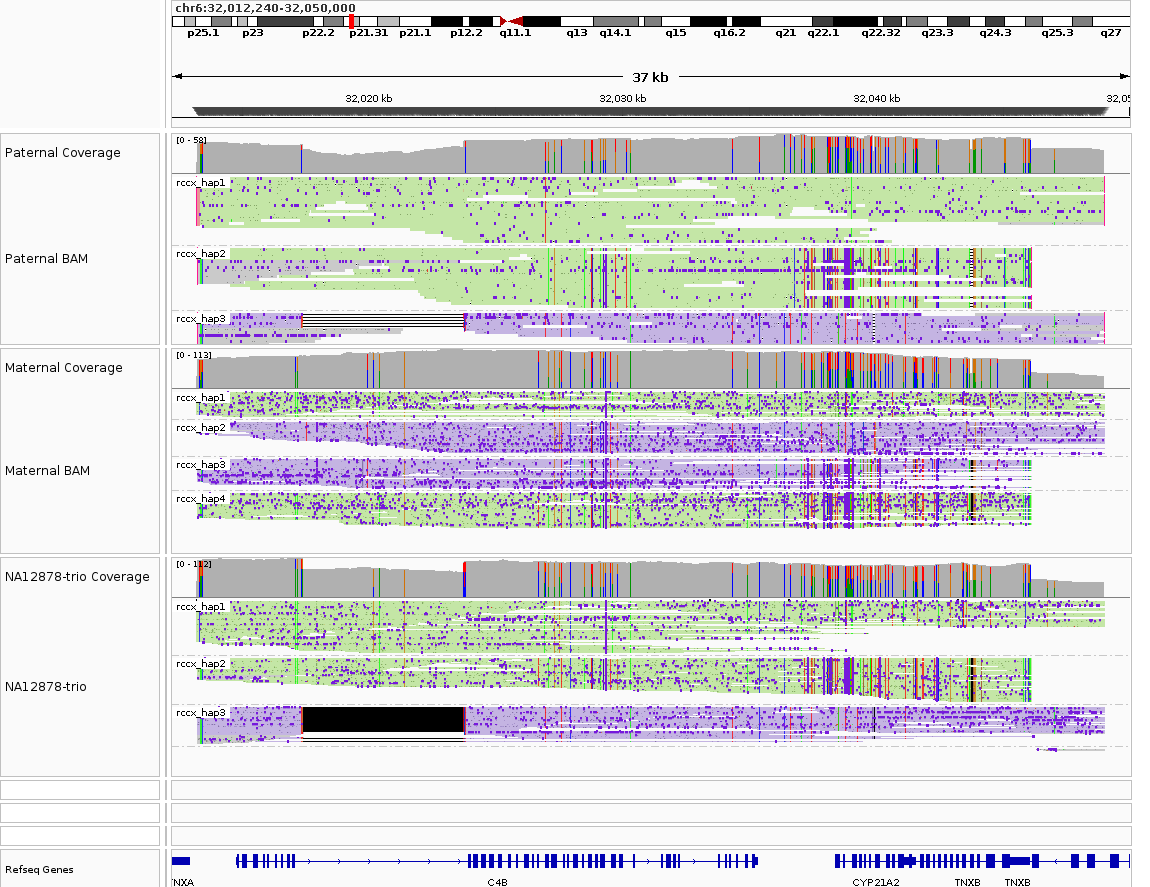 chr6:32,012,240-32,050,000
p25.1 p23 p22.2 p21.31 p21.1 p12.2 q11.1 q13 q14.1 q15 q16.2 q21 q22.1 q22.32 q23.3 q24.3 q25.3 q27
37 kb
32,020 kb 32,030 kb 32,040 kb 32,05
Paternal Coverage
[0 - 58]
rccx_hap1
Paternal BAM
rccx_hap2
rccx_hap3
Maternal Coverage
[0 - 113]
rccx_hap1
rccx_hap2
Maternal BAM
rccx_hap3
rccx_hap4
NA12878-trio Coverage
[0 - 112]
rccx_hap1
rccx_hap2
NA12878-trio
rccx_hap3
Refseq Genes
TNXA C4B CYP21A2 TNXB TNXB